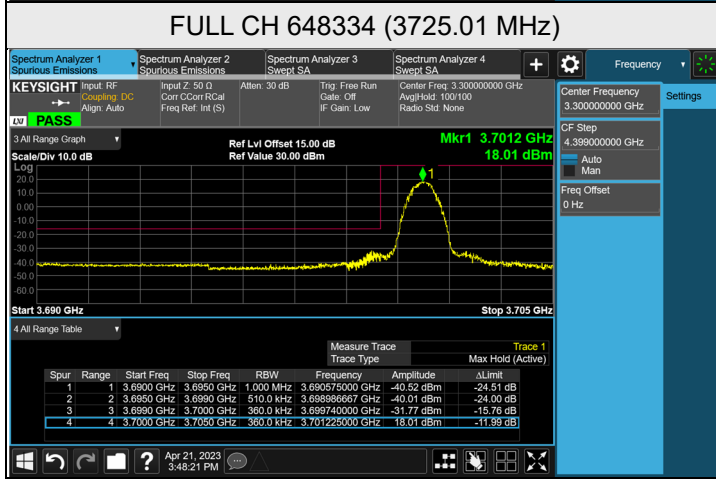 FULL CH 648334 (3725.01 MHz)
Spectrum Analyzer 1
Spurious Emissions
Spectrum Analyzer 2
Spurious Emissions
Spectrum Analyzer 3
Swept SA
Spectrum Analyzer 4
Swept SA
+
Frequency
KEYSIGHT
Input: RF
Coupling: DC
Align: Auto
Input Z: 50 Ω
Corr CCorr RCal
Freq Ref: Int (S)
Atten: 30 dB
Trig: Free Run
Gate: Off
IF Gain: Low
Center Freq: 3.300000000 GHz
Avg|Hold: 100/100
Radio Std: None
LXI PASS
Center Frequency
3.300000000 GHz
Settings
CF Step
4.399000000 GHz
Auto
Man
Freq Offset
0 Hz
3 All Range Graph
Scale/Div 10.0 dB
Ref Lvl Offset 15.00 dB
Ref Value 30.00 dBm
Mkr1 3.7012 GHz
18.01 dBm
Log
20.0
10.0
0.00
-10.0
-20.0
-30.0
-40.0
-50.0
-60.0
1
Start 3.690 GHz
Stop 3.705 GHz
4 All Range Table
Measure Trace Trace 1
Trace Type Max Hold (Active)
Spur Range Start Freq Stop Freq RBW Frequency Amplitude ΔLimit
1 1 3.6900 GHz 3.6950 GHz 1.000 MHz 3.690575000 GHz -40.52 dBm -24.51 dB
2 2 3.6950 GHz 3.6990 GHz 510.0 kHz 3.698986667 GHz -40.01 dBm -24.00 dB
3 3 3.6990 GHz 3.7000 GHz 360.0 kHz 3.699740000 GHz -31.77 dBm -15.76 dB
4 4 3.7000 GHz 3.7050 GHz 360.0 kHz 3.701225000 GHz 18.01 dBm -11.99 dB
?
Apr 21, 2023
3:48:21 PM